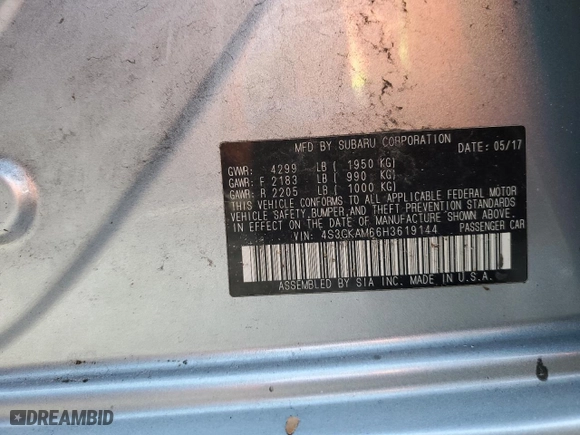 MFD BY SUBARU CORPORATION DATE: 05/17
GVWR: 4299 LB ( 1950 KG)
GAWR: F 2183 LB ( 990 KG)
GAWR: R 2205 LB ( 1000 KG)
THIS VEHICLE CONFORMS TO ALL APPLICABLE FEDERAL MOTOR
VEHICLE SAFETY, BUMPER, AND THEFT PREVENTION STANDARDS
IN EFFECT ON THE DATE OF MANUFACTURE SHOWN ABOVE.
VIN: 4S3GKAM66H3619144 PASSENGER CAR
ASSEMBLED BY SIA INC. MADE IN U.S.A.
DREAMBID